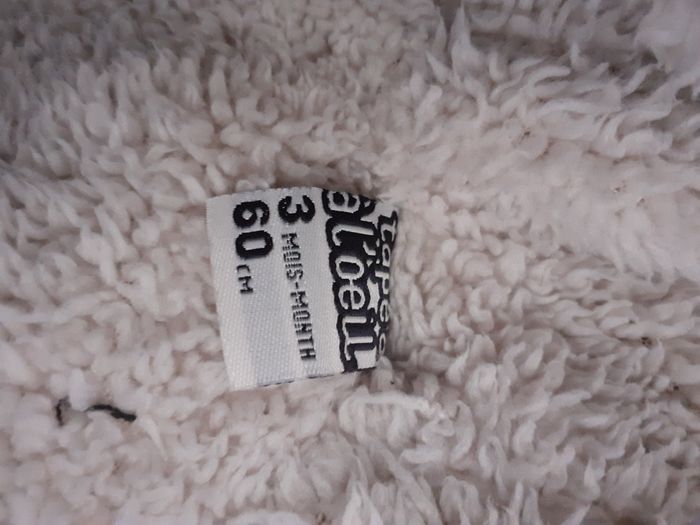 tape à
l'oeil
3 MOIS-MONTH
60 CM